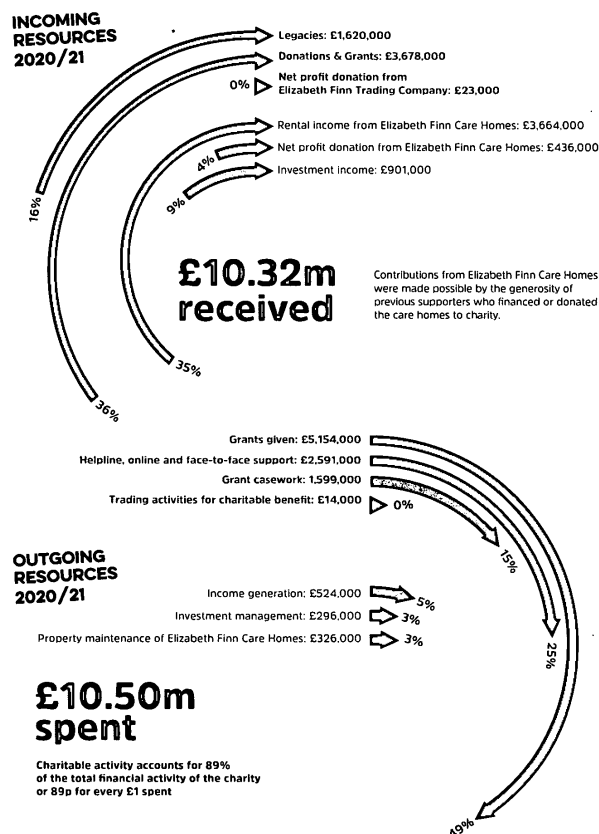 INCOMING
RESOURCES
2020/21
Legacies: £1,620,000
Donations & Grants: £3,678,000
0%
Net profit donation from
Elizabeth Finn Trading Company: £23,000
Rental income from Elizabeth Finn Care Homes: £3,664,000
4%
Net profit donation from Elizabeth Finn Care Homes: £436,000
9%
Investment income: £901,000
16%
£10.32m
received
Contributions from Elizabeth Finn Care Homes
were made possible by the generosity of
previous supporters who financed or donated
the care homes to charity.
35%
36%
Grants given: £5,154,000
Helpline, online and face-to-face support: £2,591,000
Grant casework: 1,599,000
Trading activities for charitable benefit: £14,000
0%
15%
OUTGOING
RESOURCES
2020/21
Income generation: £524,000
5%
Investment management: £296,000
3%
Property maintenance of Elizabeth Finn Care Homes: £326,000
3%
25%
£10.50m
spent
Charitable activity accounts for 89%
of the total financial activity of the charity
or 89p for every £1 spent
49%